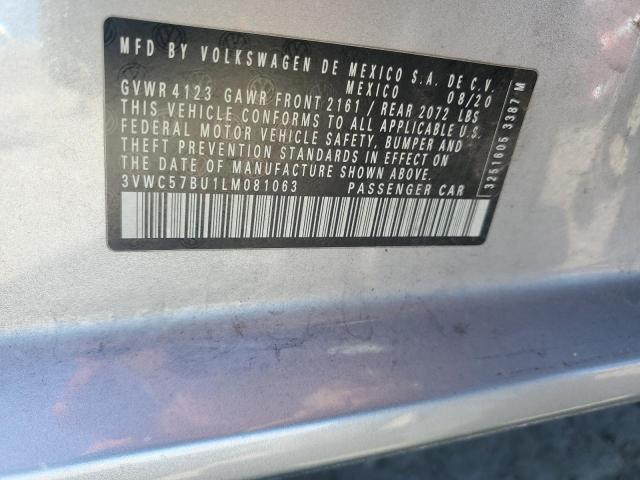 MFD BY VOLKSWAGEN DE MEXICO S.A. DE C.V.
MEXICO 08/20
GVWR 4123 GAWR FRONT 2161 / REAR 2072 LBS
THIS VEHICLE CONFORMS TO ALL APPLICABLE U.S.
FEDERAL MOTOR VEHICLE SAFETY, BUMPER AND
THEFT PREVENTION STANDARDS IN EFFECT ON
THE DATE OF MANUFACTURE SHOWN ABOVE
3VWC57BU1LM081063 PASSENGER CAR
3251605 3387 M